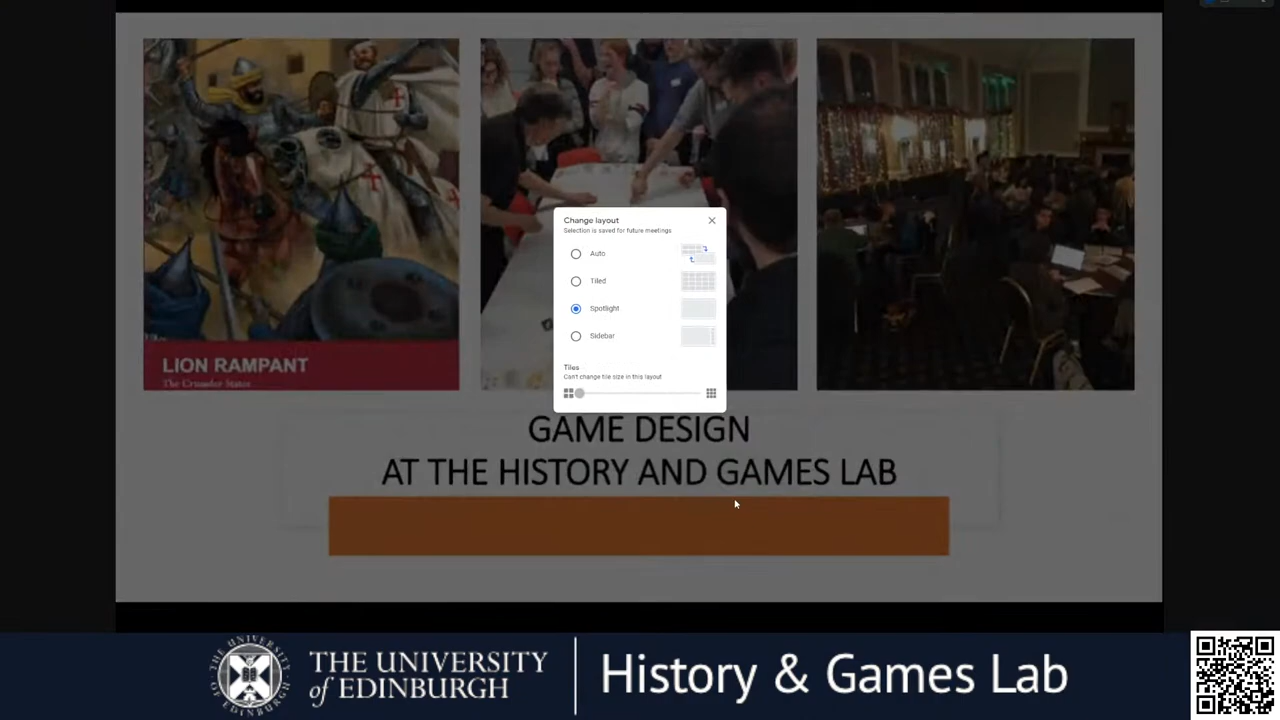 Change layout
Selection is saved for future meetings
Auto
Tiled
Spotlight
Sidebar
Tiles
Can't change tile size in this layout
LION RAMPANT
The Crusader States
GAME DESIGN
AT THE HISTORY AND GAMES LAB
THE UNIVERSITY
of EDINBURGH
History & Games Lab